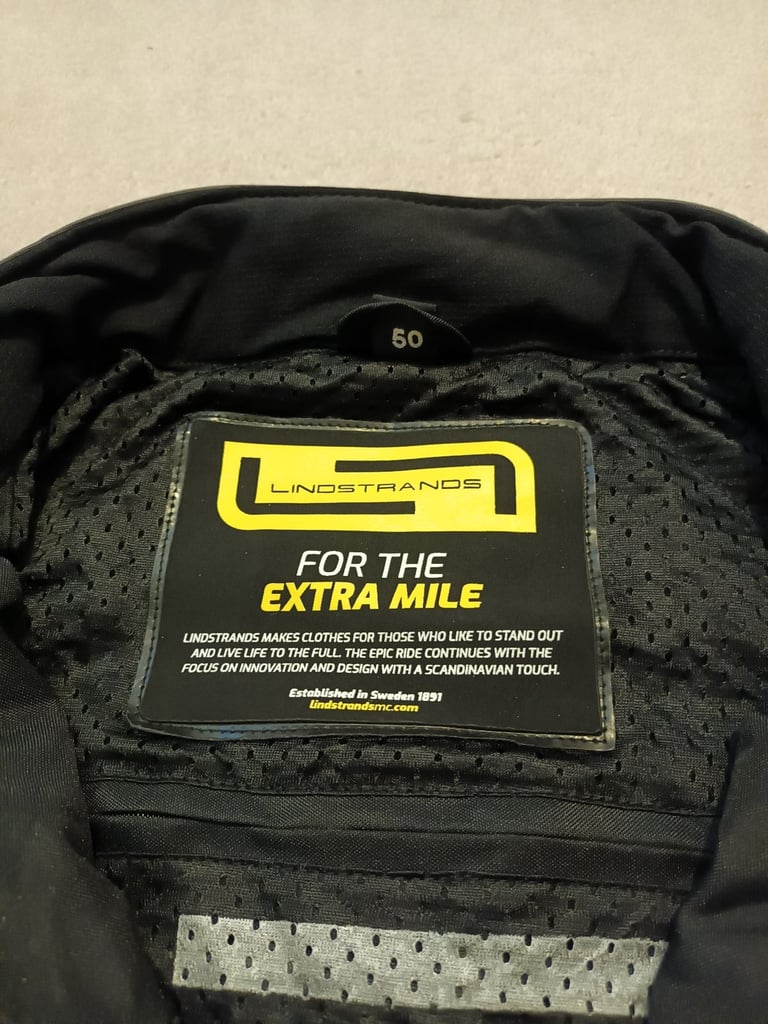 50
LINDSTRANDS
FOR THE
EXTRA MILE
LINDSTRANDS MAKES CLOTHES FOR THOSE WHO LIKE TO STAND OUT
AND LIVE LIFE TO THE FULL. THE EPIC RIDE CONTINUES WITH THE
FOCUS ON INNOVATION AND DESIGN WITH A SCANDINAVIAN TOUCH.
Established in Sweden 1891
lindstrandsmc.com